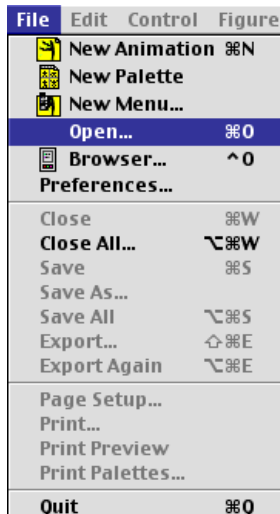 File Edit Control Figure
New Animation ⌘N
New Palette
New Menu...
Open... ⌘O
Browser... ^O
Preferences...
Close ⌘W
Close All... ⌥⌘W
Save ⌘S
Save As...
Save All ⌥⌘S
Export... ⇧⌘E
Export Again ⌥⌘E
Page Setup...
Print...
Print Preview
Print Palettes...
Quit ⌘Q